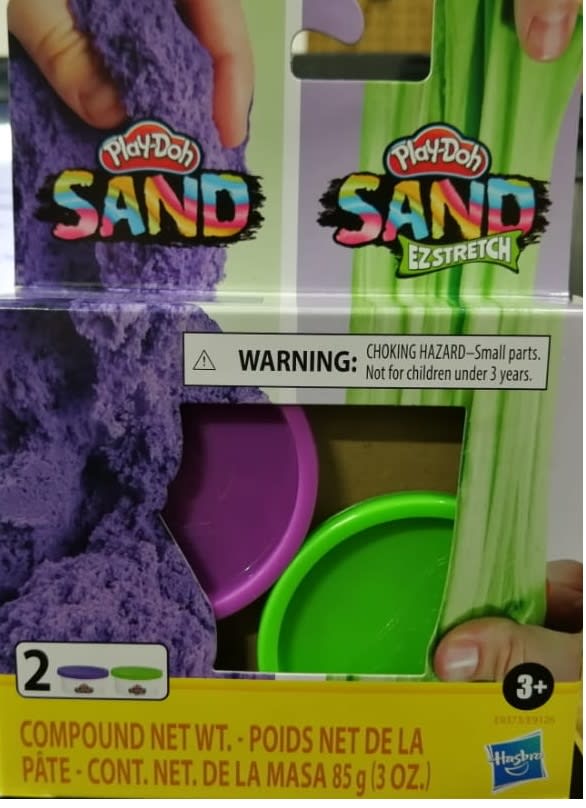 Play-Doh
SAND
Play-Doh
SAND
EZ STRETCH
WARNING: CHOKING HAZARD–Small parts.
Not for children under 3 years.
2
3+
COMPOUND NET WT. - POIDS NET DE LA
PÂTE - CONT. NET. DE LA MASA 85 g (3 OZ.)
Hasbro